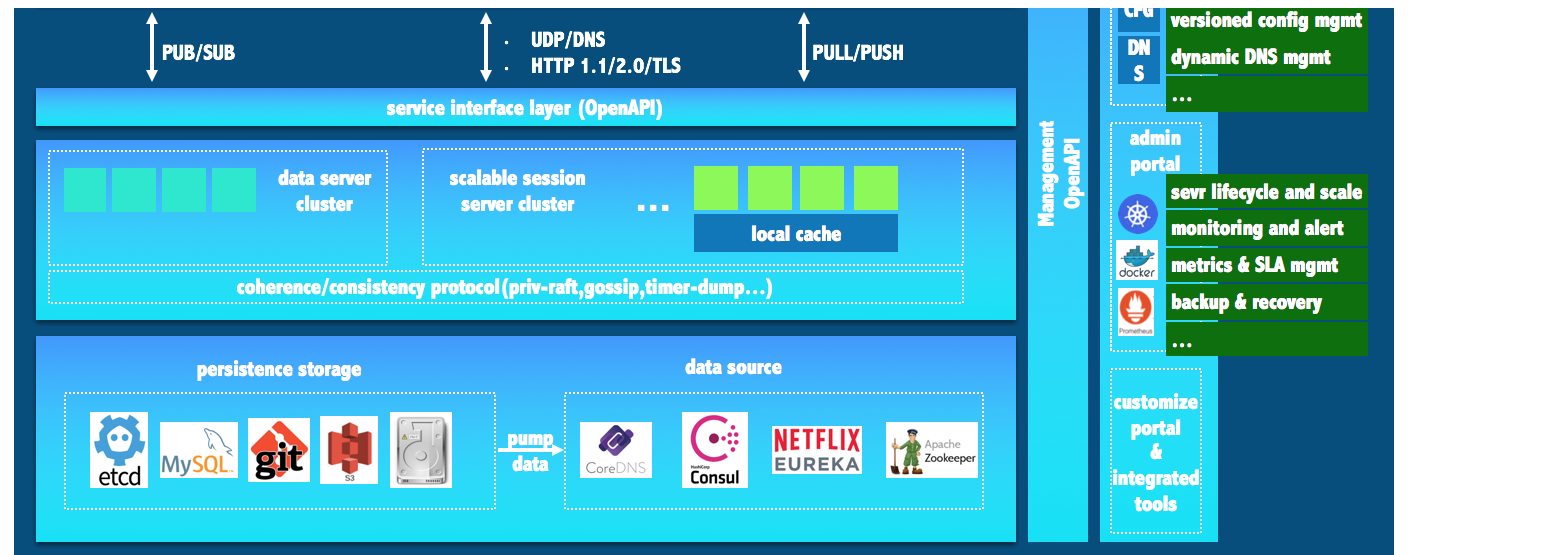 PUB/SUB
· UDP/DNS
· HTTP 1.1/2.0/TLS
PULL/PUSH
service interface layer (OpenAPI)
data server
cluster
scalable session
server cluster
...
local cache
coherence/consistency protocol(priv-raft,gossip,timer-dump...)
persistence storage
data source
etcd
MySQL
git
S3
pump
data
CoreDNS
HashiCorp
Consul
NETFLIX
EUREKA
Apache
Zookeeper
Management
OpenAPI
CFG
versioned config mgmt
DN
S
dynamic DNS mgmt
...
admin
portal
sevr lifecycle and scale
monitoring and alert
docker
metrics & SLA mgmt
backup & recovery
Prometheus
...
customize
portal
&
integrated
tools